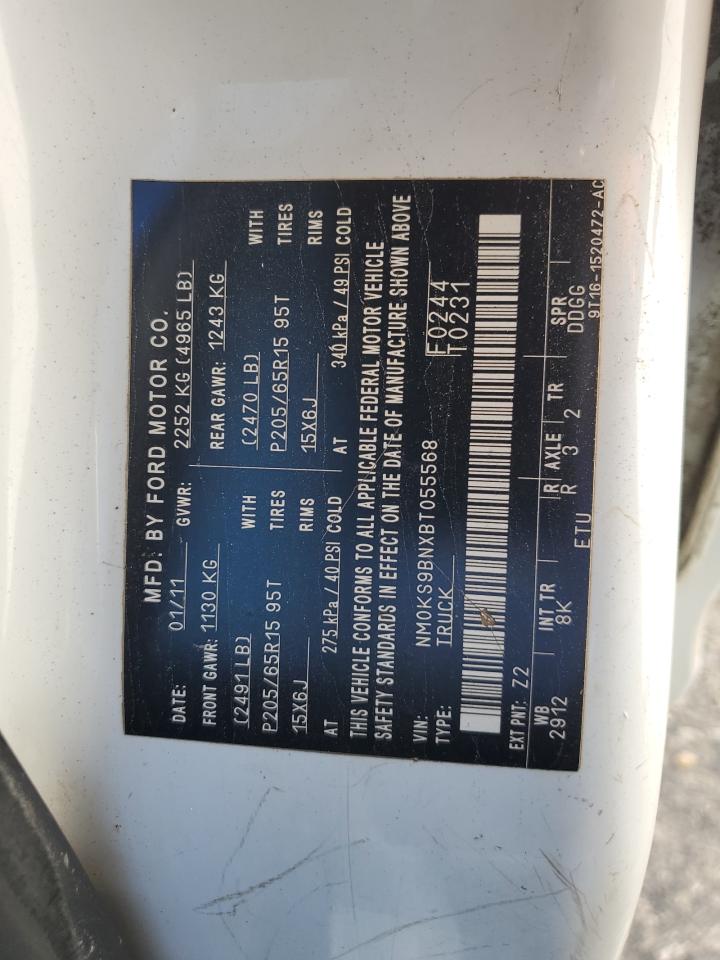 MFD. BY FORD MOTOR CO.
DATE: 01/11 GVWR: 2252 KG (4965 LB)
FRONT GAWR: 1130 KG REAR GAWR: 1243 KG
(2491LB) WITH (2470 LB) WITH
P205/65R15 95T TIRES P205/65R15 95T TIRES
15X6J RIMS 15X6J RIMS
AT 275 kPa / 40 PSI COLD AT 340 kPa / 49 PSI COLD
THIS VEHICLE CONFORMS TO ALL APPLICABLE FEDERAL MOTOR VEHICLE
SAFETY STANDARDS IN EFFECT ON THE DATE OF MANUFACTURE SHOWN ABOVE
VIN: NM0KS9BNXBT055568 F0244
TYPE: TRUCK T0231
EXT PNT: Z2
WB INT TR R AXLE TR SPR
2912 8K R 3 2 DDGG
ETU 9T16-1520472-AC